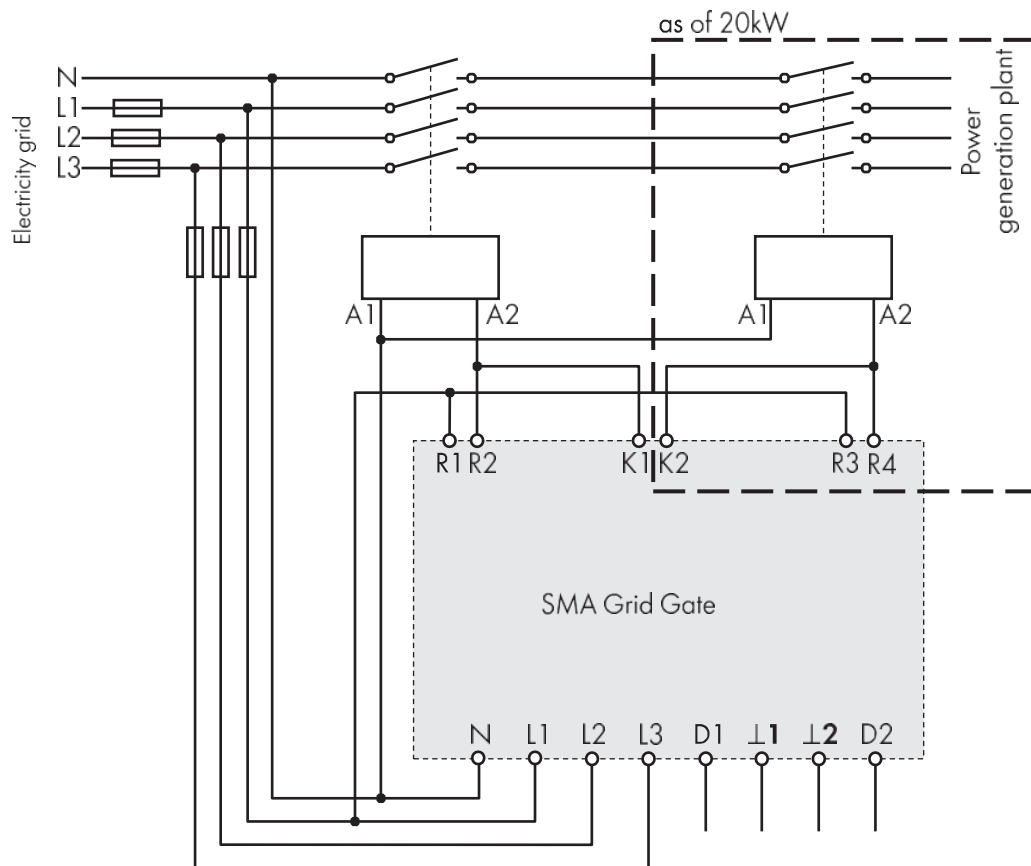 as of 20kW
N
L1
L2
L3
Electricity grid
Power
generation plant
A1 A2 A1 A2
R1 R2 K1 K2 R3 R4
SMA Grid Gate
N L1 L2 L3 D1 ⊥1 ⊥2 D2